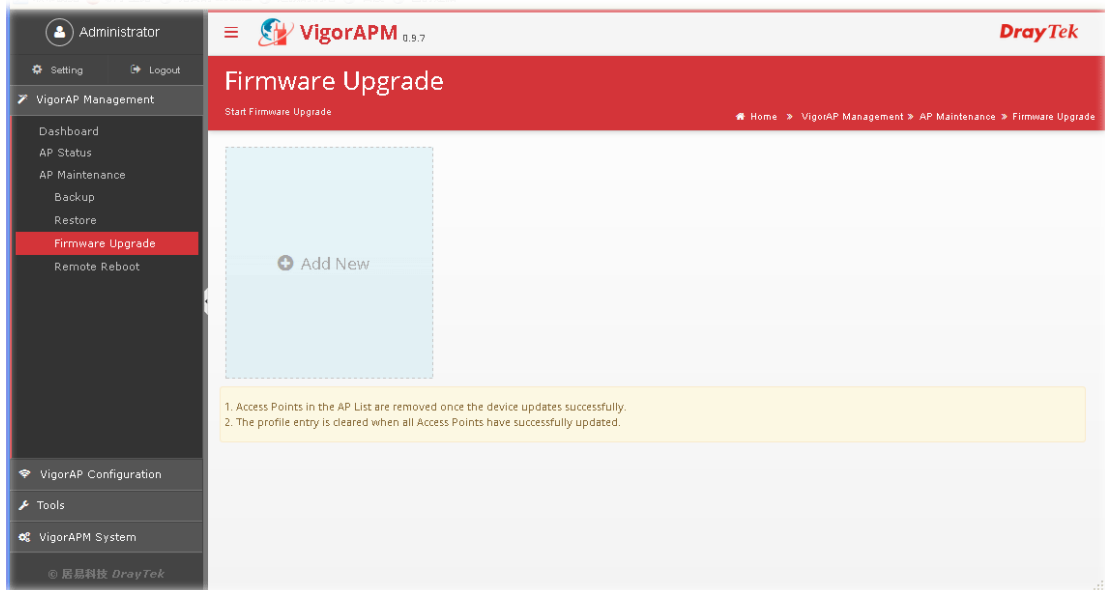 Administrator
Setting
Logout
VigorAP Management
Dashboard
AP Status
AP Maintenance
Backup
Restore
Firmware Upgrade
Remote Reboot
VigorAP Configuration
Tools
VigorAPM System
© 居易科技 DrayTek
VigorAPM 0.9.7
DrayTek
Firmware Upgrade
Start Firmware Upgrade
Home » VigorAP Management » AP Maintenance » Firmware Upgrade
Add New
1. Access Points in the AP List are removed once the device updates successfully.
2. The profile entry is cleared when all Access Points have successfully updated.